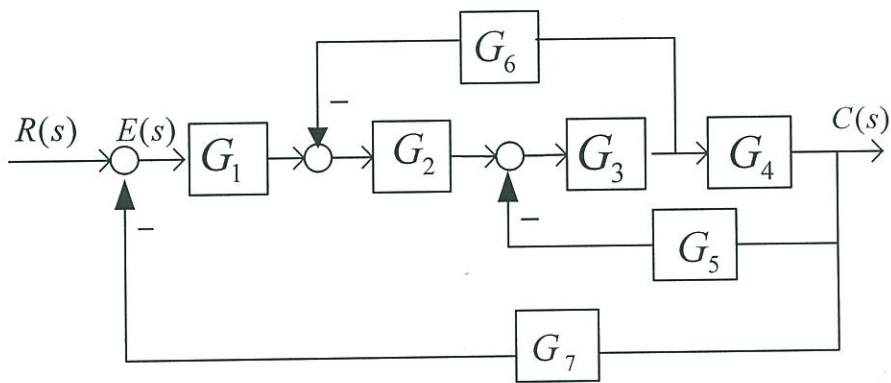 G₆
−
R(s) E(s) G₁ G₂ G₃ G₄ C(s)
−
−
G₅
G₇